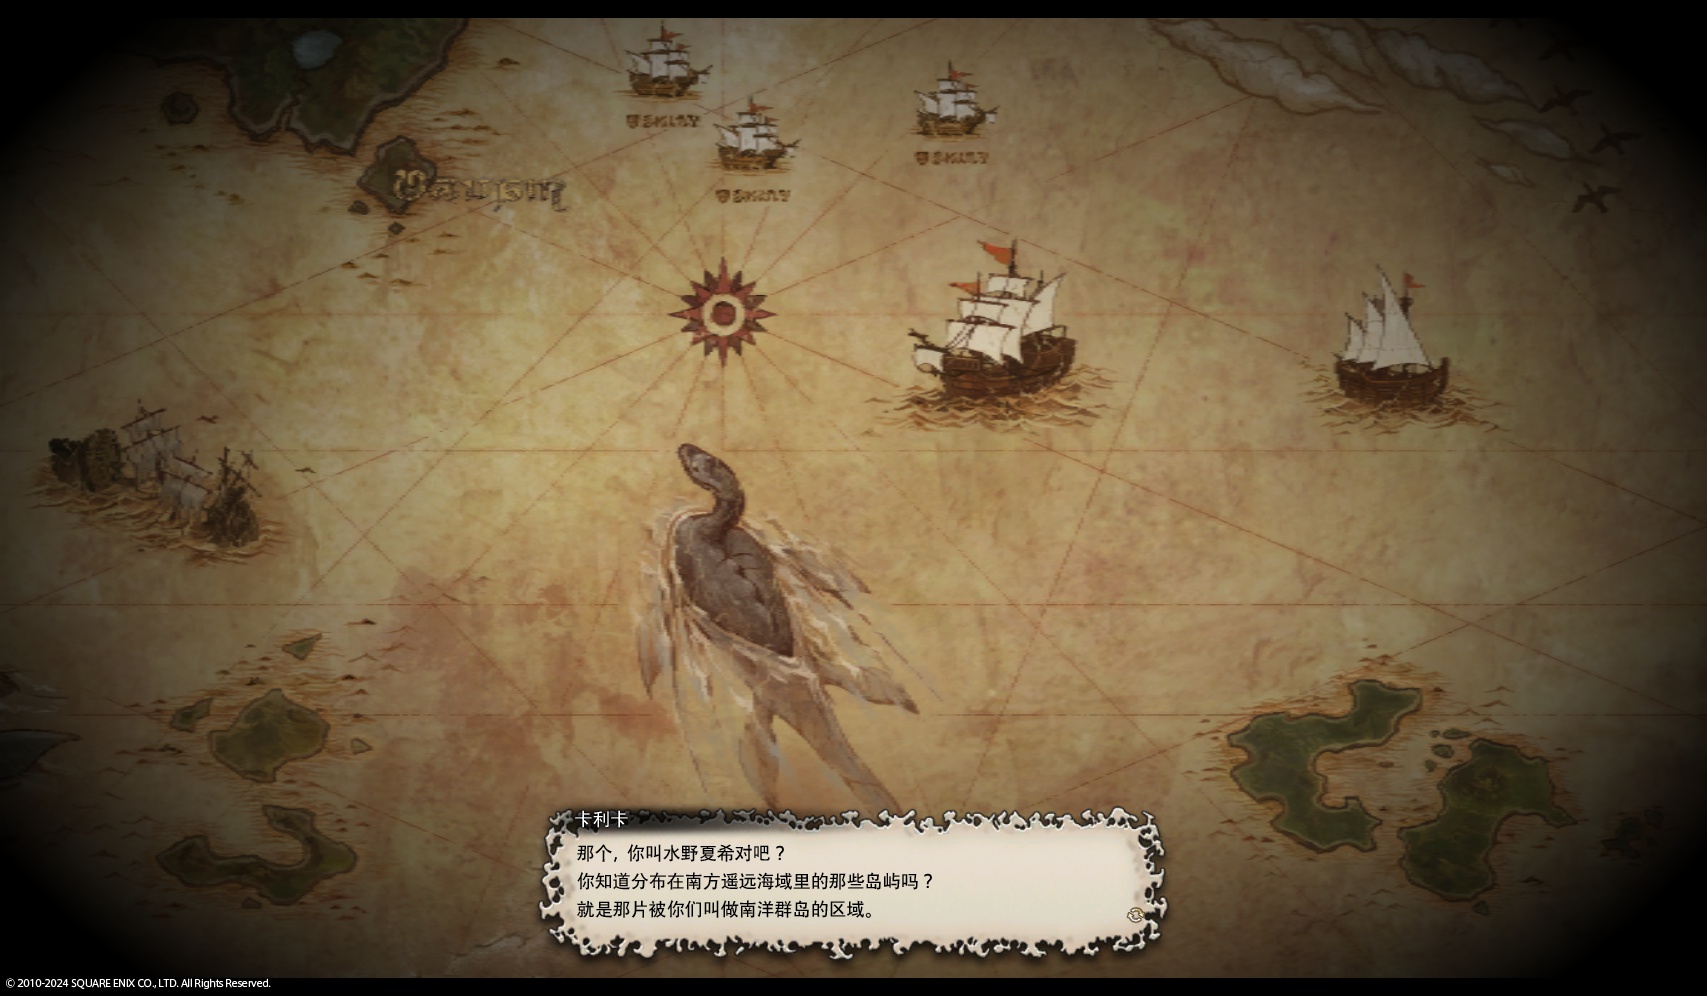 卡利卡
那个，你叫水野夏希对吧？
你知道分布在南方遥远海域里的那些岛屿吗？
就是那片被你们叫做南洋群岛的区域。
© 2010-2024 SQUARE ENIX CO., LTD. All Rights Reserved.